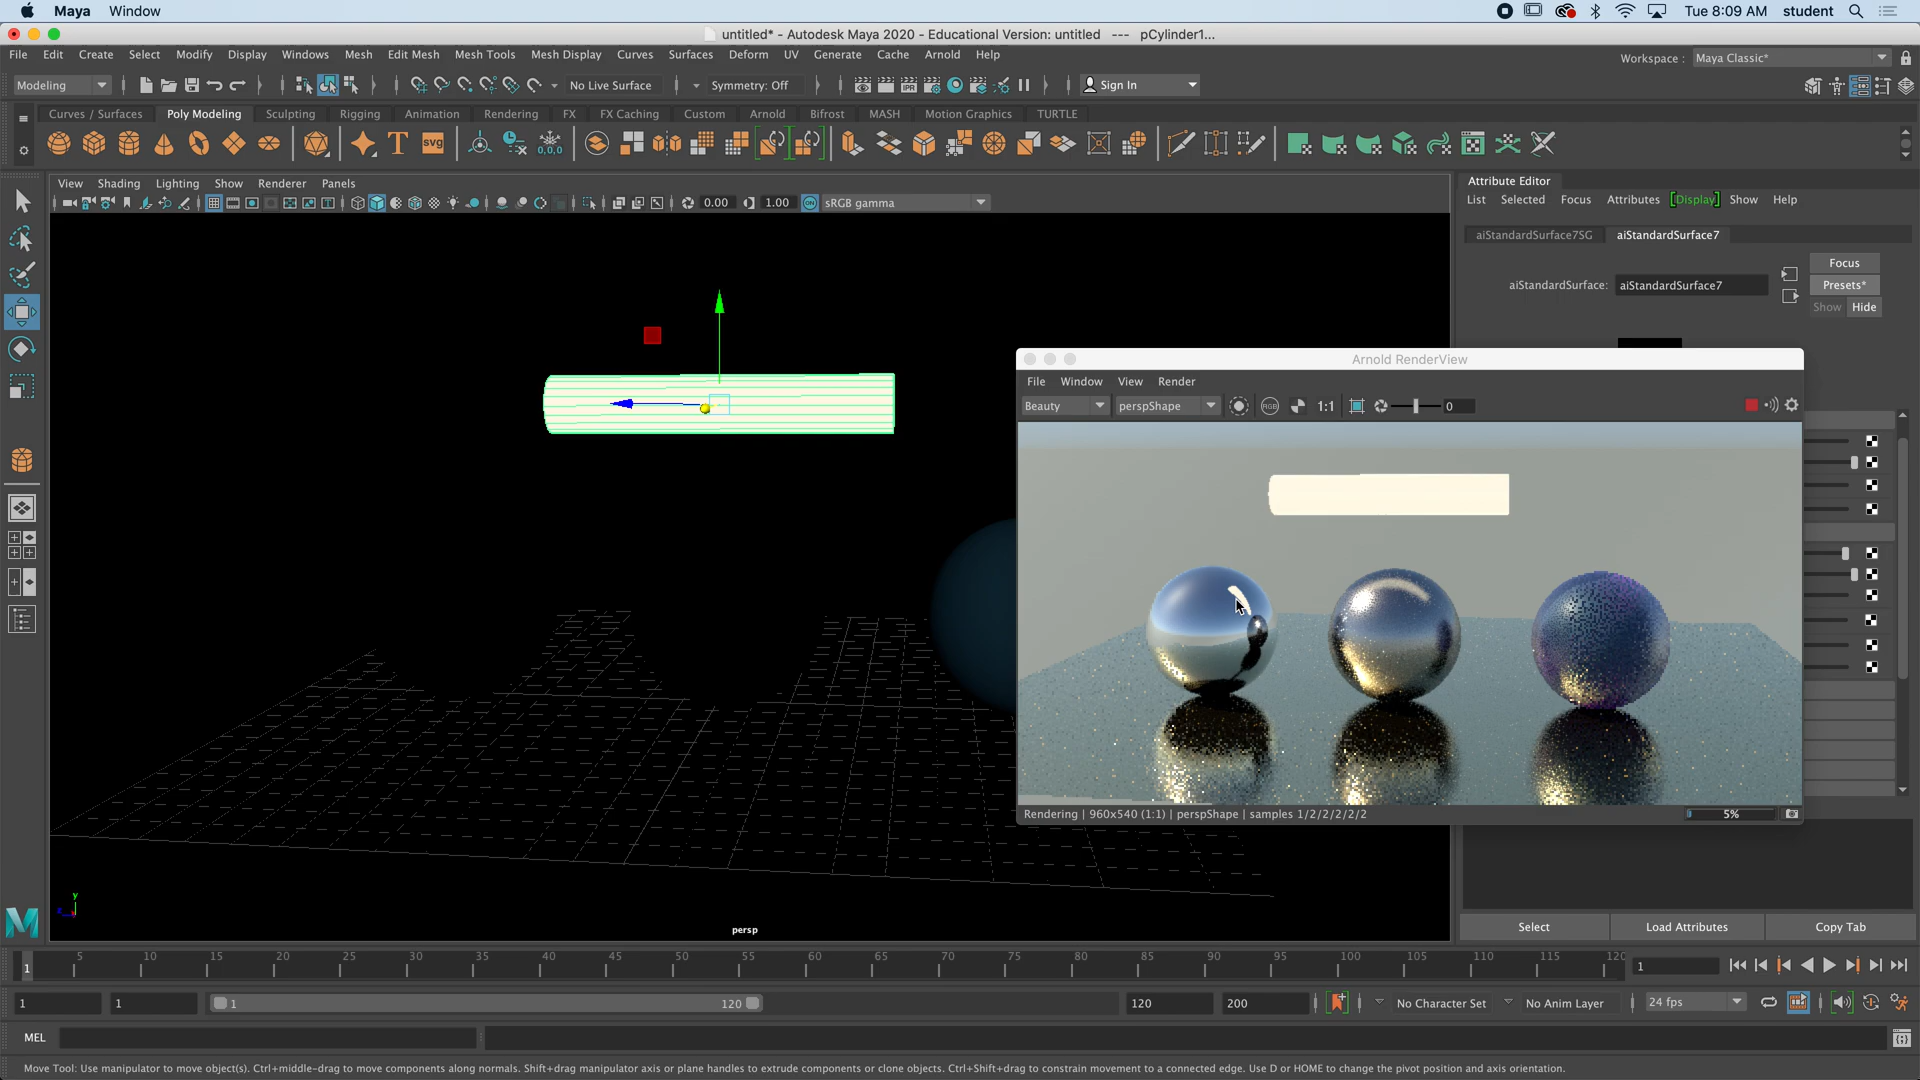 Maya Window
Tue 8:09 AM student
untitled* - Autodesk Maya 2020 - Educational Version: untitled --- pCylinder1...
File Edit Create Select Modify Display Windows Mesh Edit Mesh Mesh Tools Mesh Display Curves Surfaces Deform UV Generate Cache Arnold Help
Workspace : Maya Classic*
Modeling No Live Surface Symmetry: Off IPR Sign In
Curves / Surfaces Poly Modeling Sculpting Rigging Animation Rendering FX FX Caching Custom Arnold Bifrost MASH Motion Graphics TURTLE
T SVG 0,0,0
View Shading Lighting Show Renderer Panels
0.00 1.00 ON sRGB gamma
Attribute Editor
List Selected Focus Attributes [Display] Show Help
aiStandardSurface7SG aiStandardSurface7
aiStandardSurface: aiStandardSurface7
Focus
Presets*
Show Hide
Arnold RenderView
File Window View Render
Beauty perspShape RGB 1:1 0
Rendering | 960x540 (1:1) | perspShape | samples 1/2/2/2/2/2
5%
y
persp
Select Load Attributes Copy Tab
1 5 10 15 20 25 30 35 40 45 50 55 60 65 70 75 80 85 90 95 100 105 110 115 120
1
1 1 1 120 120 200 No Character Set No Anim Layer 24 fps
MEL
Move Tool: Use manipulator to move object(s). Ctrl+middle-drag to move components along normals. Shift+drag manipulator axis or plane handles to extrude components or clone objects. Ctrl+Shift+drag to constrain movement to a connected edge. Use D or HOME to change the pivot position and axis orientation.